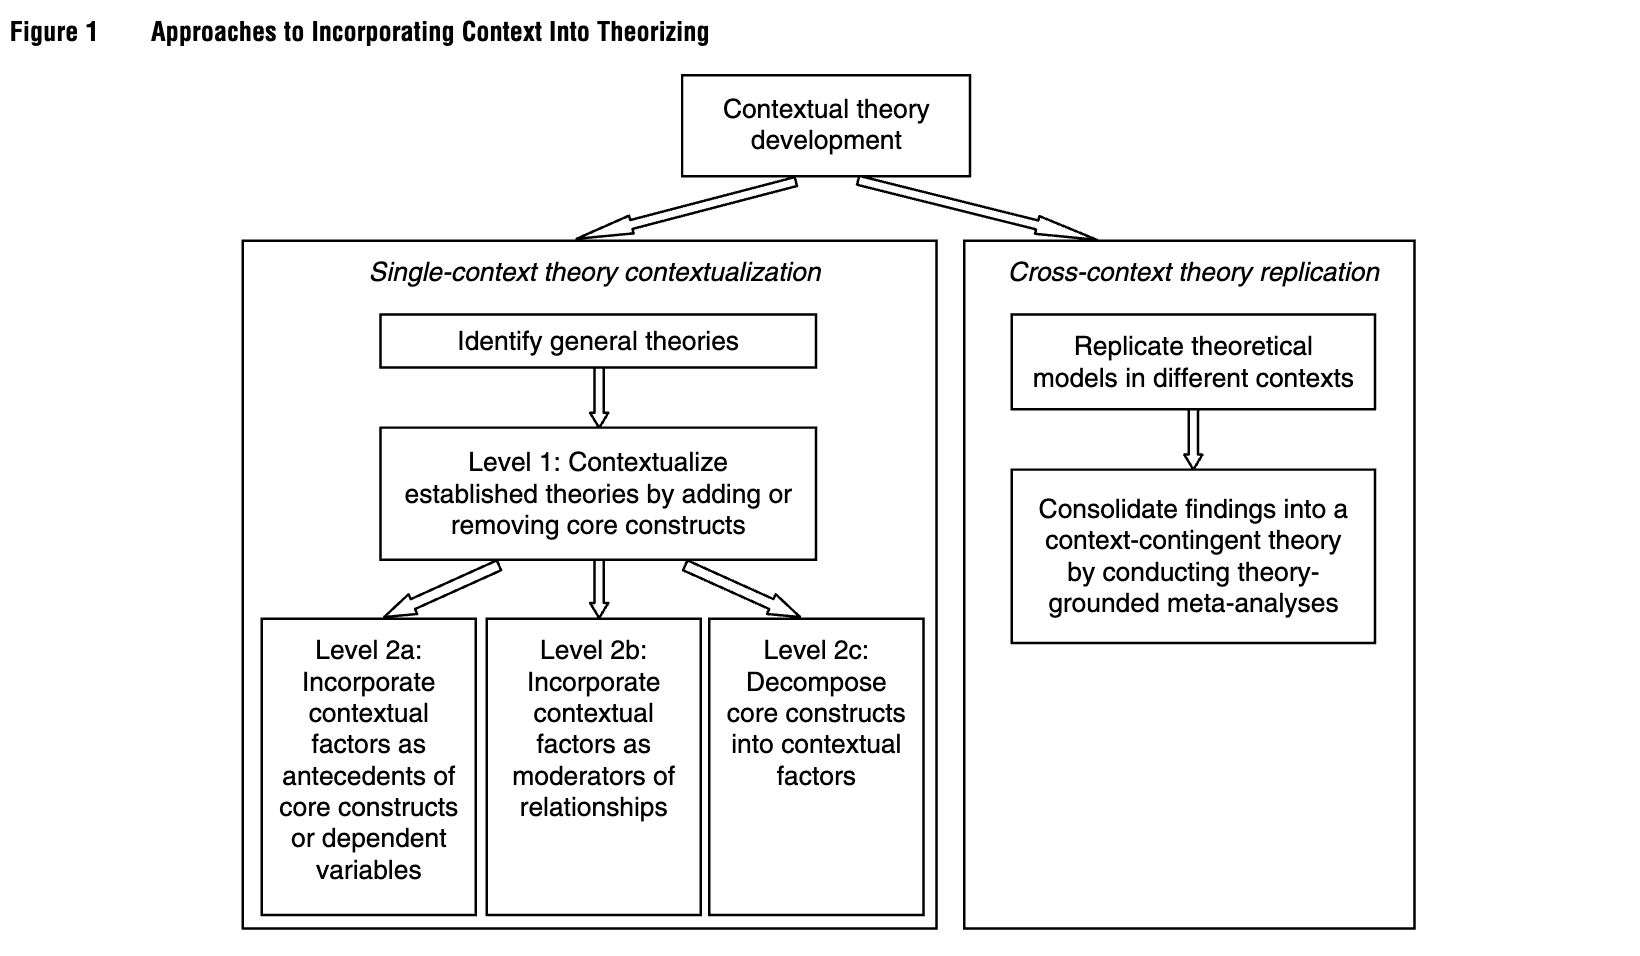 Figure 1 Approaches to Incorporating Context Into Theorizing
Contextual theory
development
Single-context theory contextualization
Identify general theories
Level 1: Contextualize
established theories by adding or
removing core constructs
Level 2a:
Incorporate
contextual
factors as
antecedents of
core constructs
or dependent
variables
Level 2b:
Incorporate
contextual
factors as
moderators of
relationships
Level 2c:
Decompose
core constructs
into contextual
factors
Cross-context theory replication
Replicate theoretical
models in different contexts
Consolidate findings into a
context-contingent theory
by conducting theory-
grounded meta-analyses